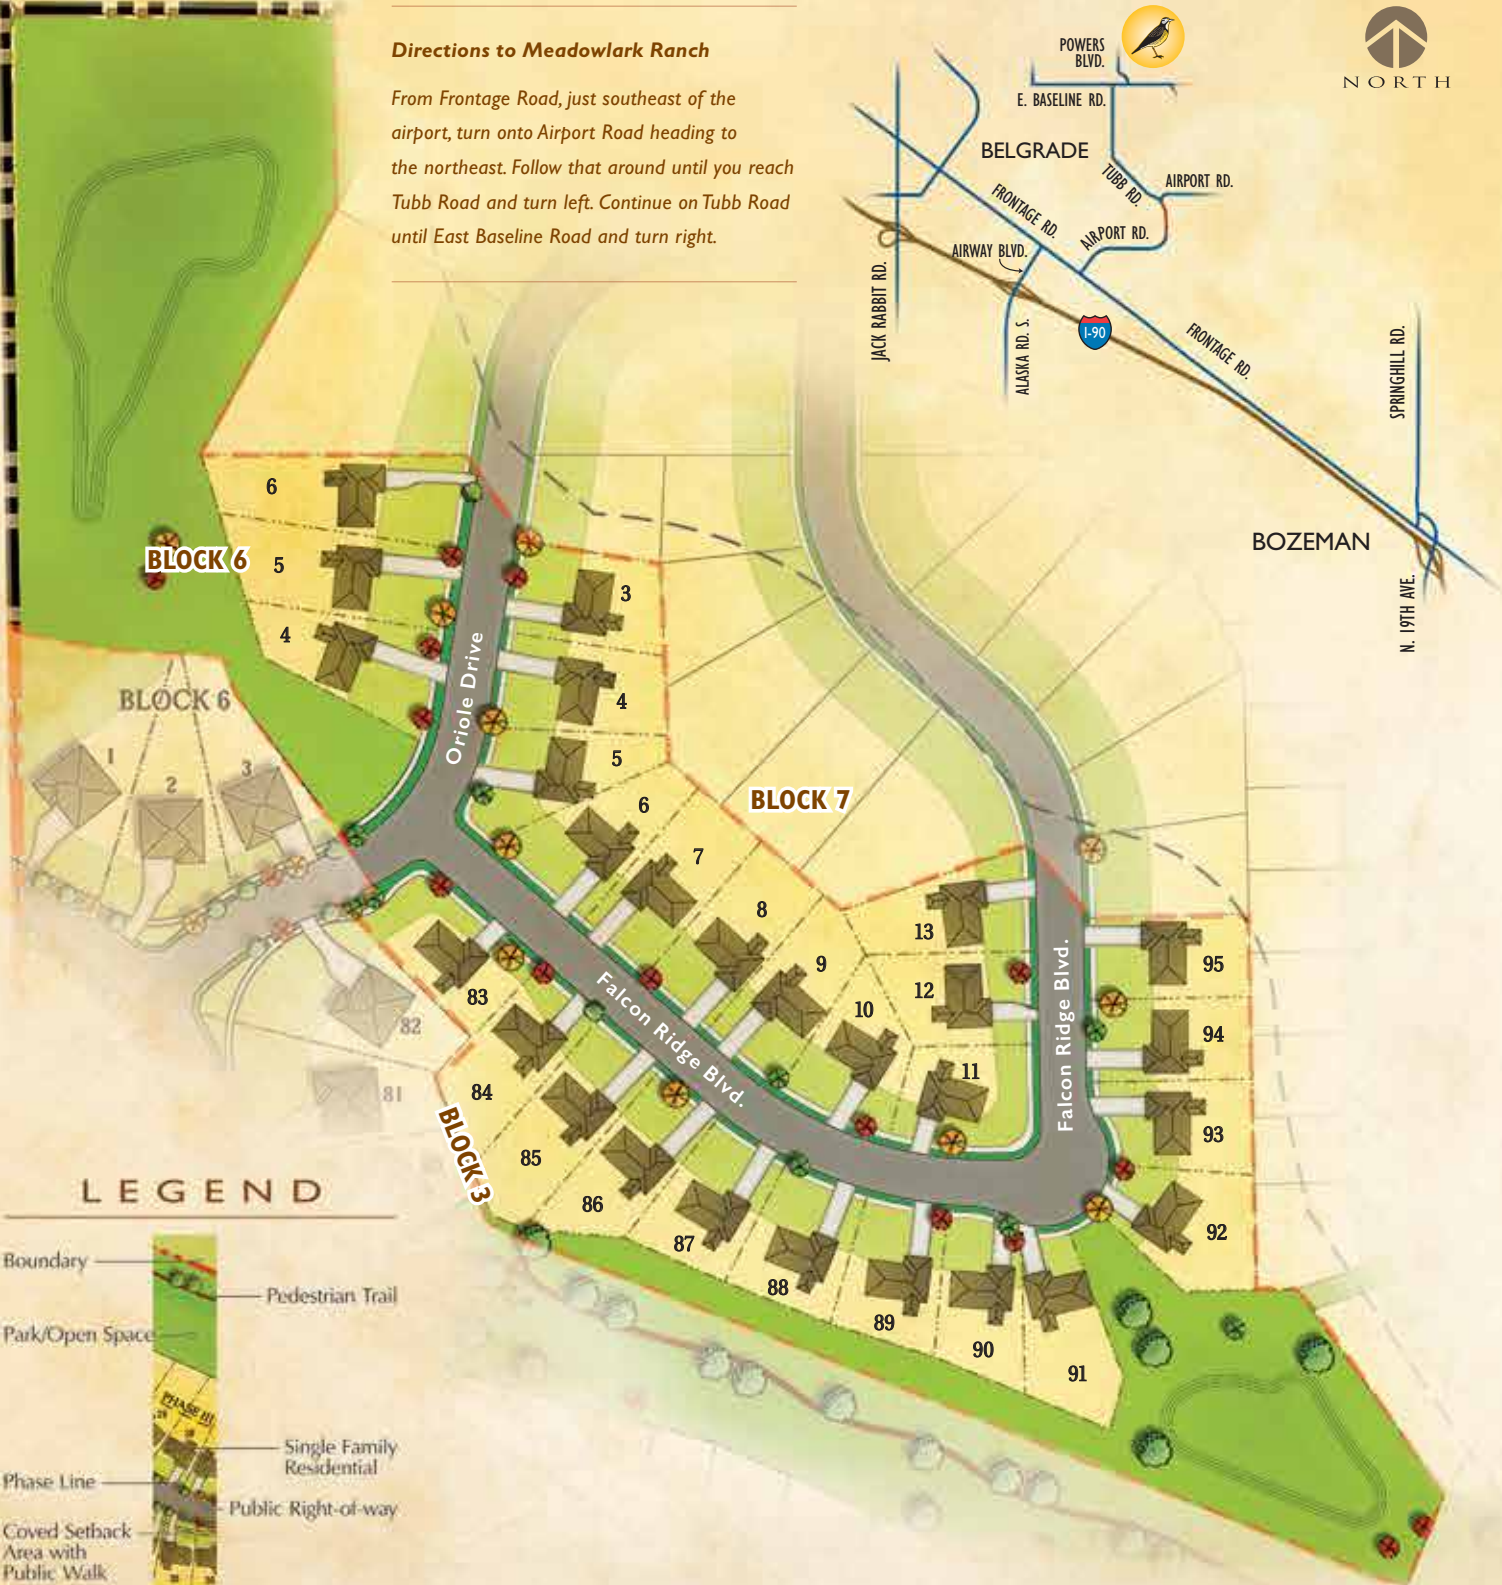 Directions to Meadowlark Ranch
From Frontage Road, just southeast of the
airport, turn onto Airport Road heading to
the northeast. Follow that around until you reach
Tubb Road and turn left. Continue on Tubb Road
until East Baseline Road and turn right.
POWERS
BLVD.
E. BASELINE RD.
BELGRADE
TUBB RD.
AIRPORT RD.
FRONTAGE RD.
AIRPORT RD.
AIRWAY BLVD.
JACK RABBIT RD.
ALASKA RD. S.
I-90
FRONTAGE RD.
SPRINGHILL RD.
BOZEMAN
N. 19TH AVE.
NORTH
6
BLOCK 6
5
4
3
4
5
Oriole Drive
BLOCK 6
1
2
3
6
7
8
9
10
11
12
13
BLOCK 7
Falcon Ridge Blvd.
Falcon Ridge Blvd.
95
94
93
92
83
82
81
84
85
86
87
88
89
90
91
BLOCK 3
LEGEND
Boundary
Pedestrian Trail
Park/Open Space
PHASE III
Single Family
Residential
Phase Line
Public Right-of-way
Coved Setback
Area with
Public Walk